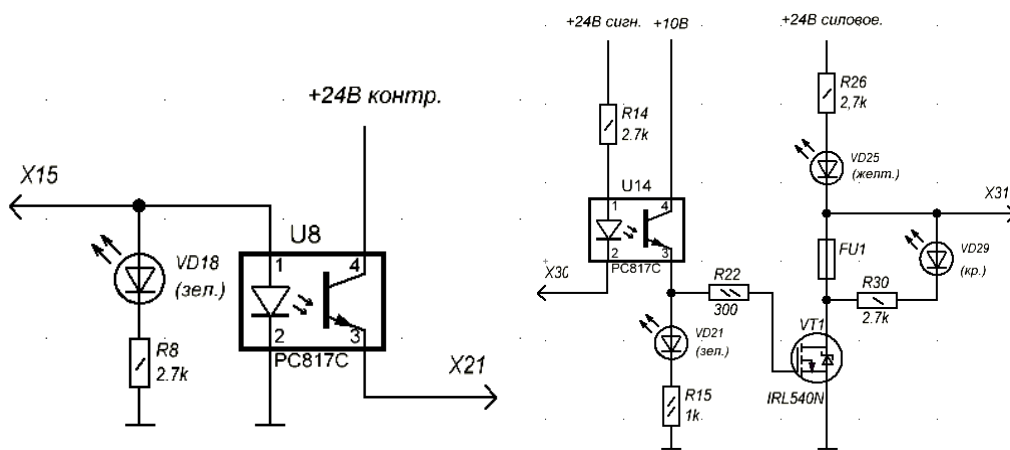 +24В контр.
X15
U8
1
4
VD18
(зел.)
2
3
PC817C
R8
2.7k
X21
+24В сигн.
+10В
+24В силовое.
R14
2.7k
R26
2,7k
VD25
(желт.)
U14
1
4
2
3
PC817C
X30
X31
R22
300
FU1
VD29
(кр.)
R30
2.7k
VD21
(зел.)
VT1
IRL540N
R15
1k